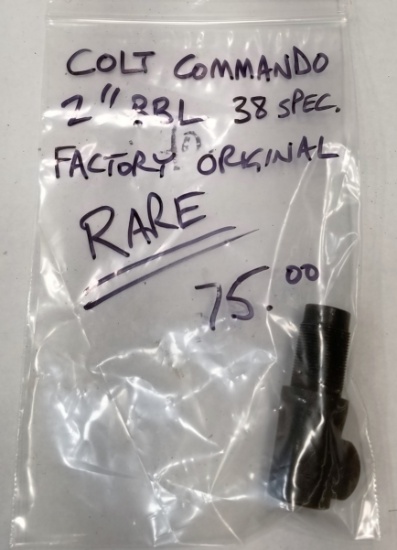 COLT COMMANDO
2" BBL 38 SPEC.
FACTORY ORIGINAL
RARE
75.00